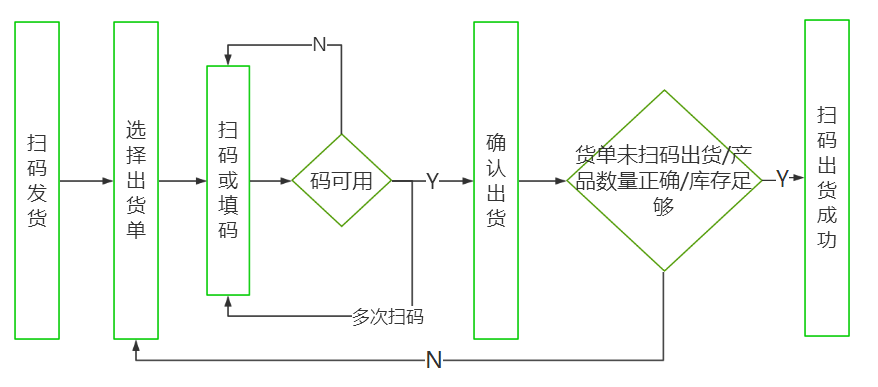 扫码发货
选择出货单
扫码或填码
N
码可用
多次扫码
Y
确认出货
货单未扫码出货/产
品数量正确/库存足
够
N
Y
扫码出货成功